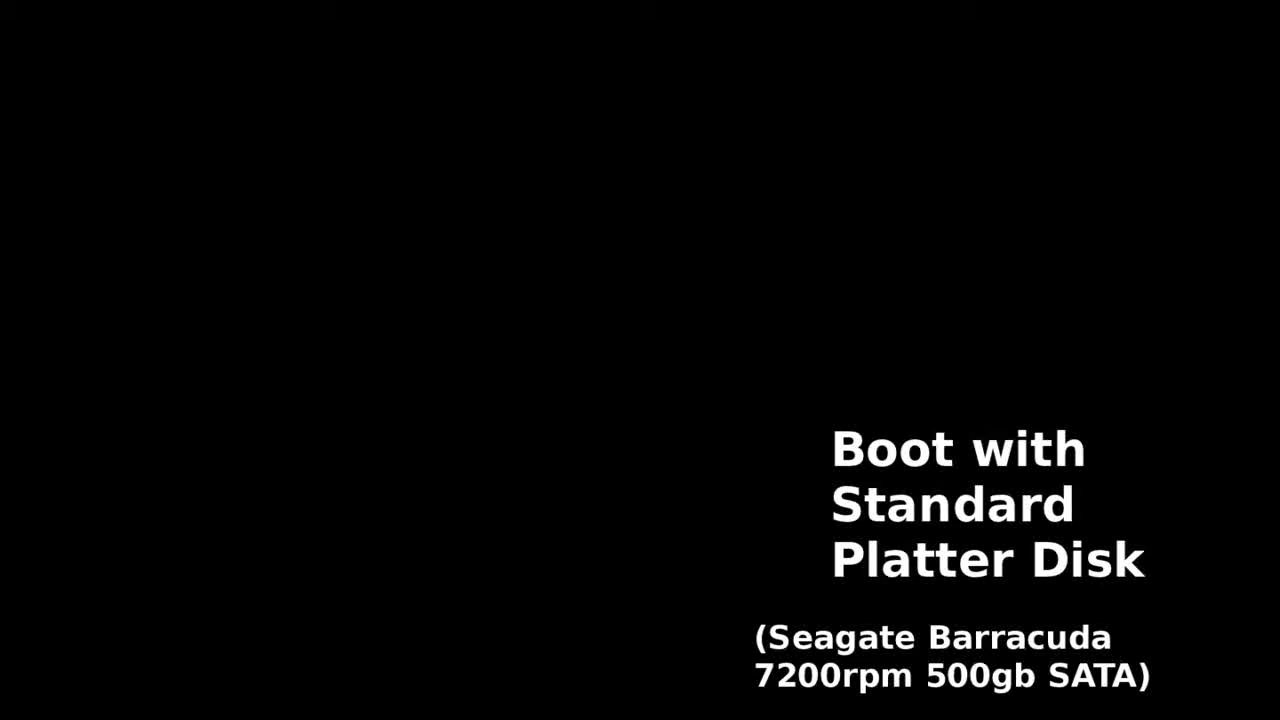 Boot with
Standard
Platter Disk
(Seagate Barracuda
7200rpm 500gb SATA)